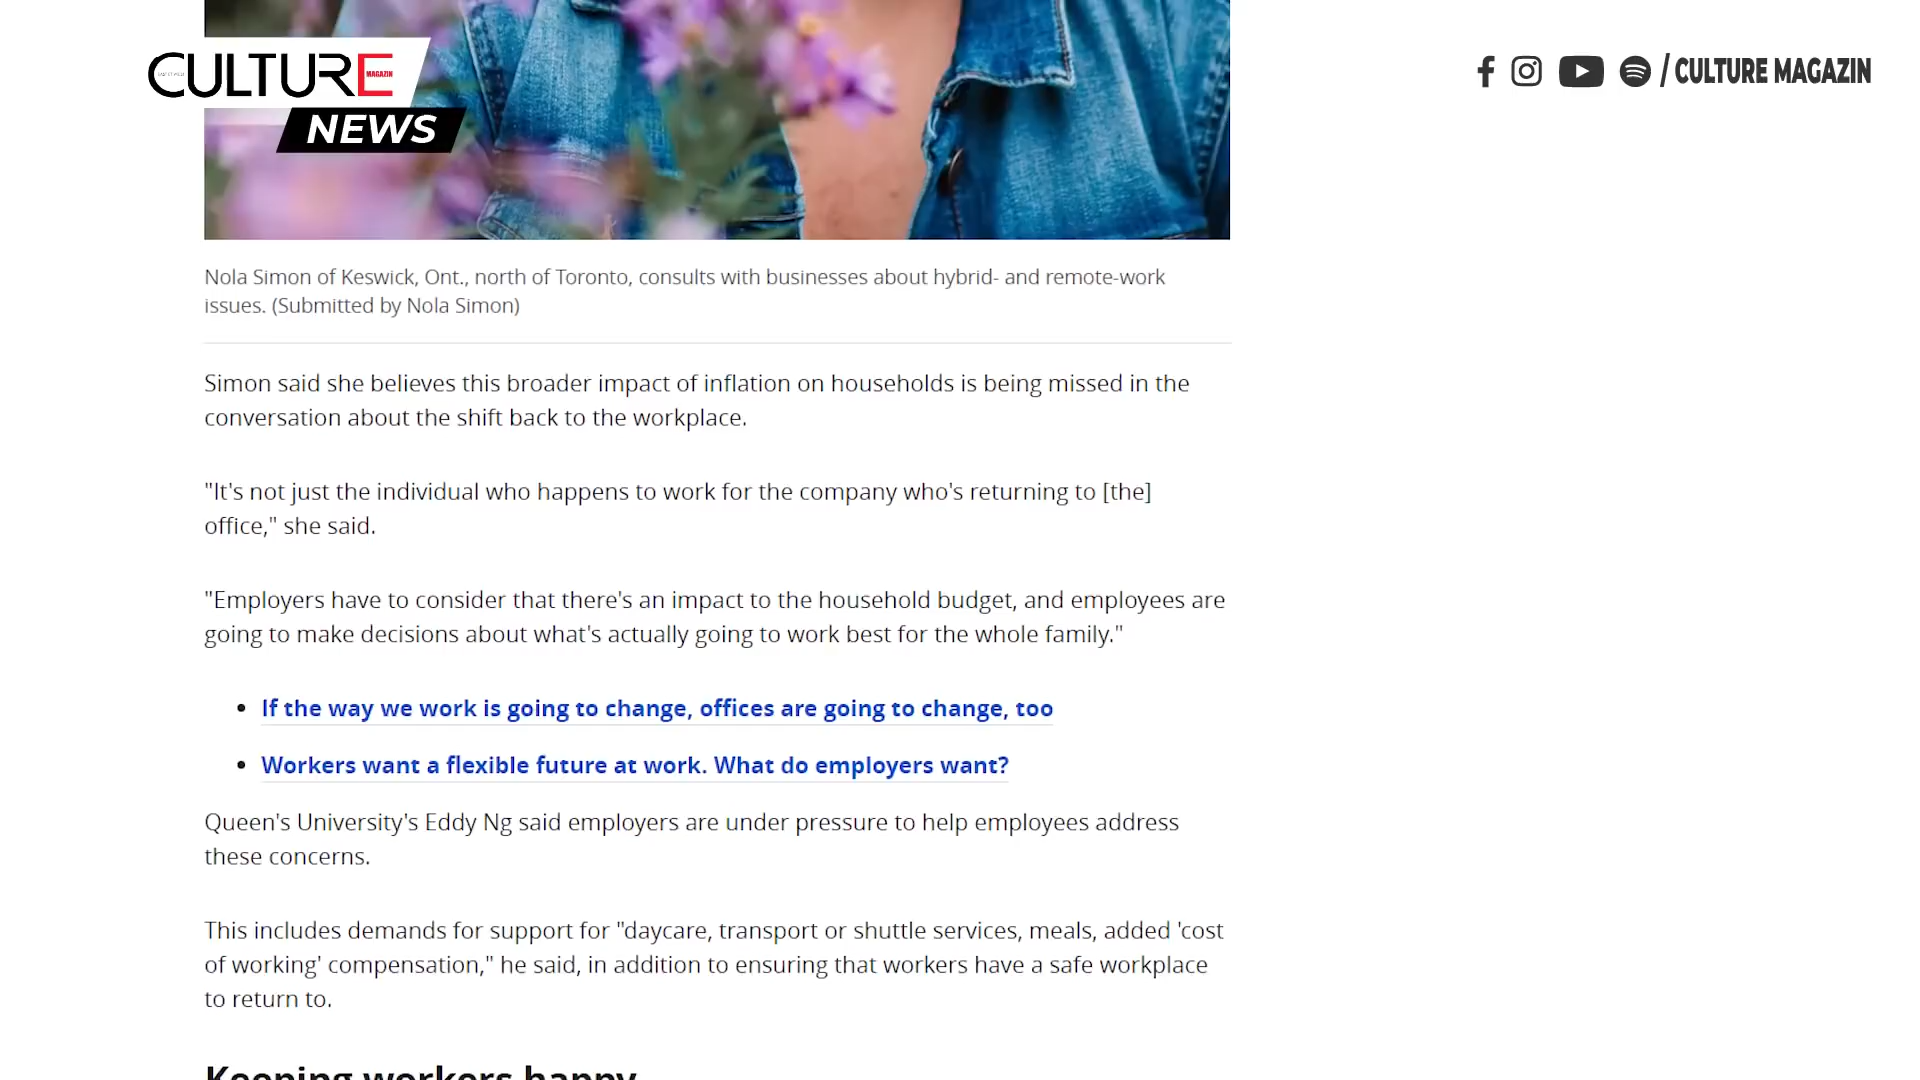 CULTURE
MAGAZIN
NEWS
/ CULTURE MAGAZIN
Nola Simon of Keswick, Ont., north of Toronto, consults with businesses about hybrid- and remote-work
issues. (Submitted by Nola Simon)
Simon said she believes this broader impact of inflation on households is being missed in the
conversation about the shift back to the workplace.
"It's not just the individual who happens to work for the company who's returning to [the]
office," she said.
"Employers have to consider that there's an impact to the household budget, and employees are
going to make decisions about what's actually going to work best for the whole family."
• If the way we work is going to change, offices are going to change, too
• Workers want a flexible future at work. What do employers want?
Queen's University's Eddy Ng said employers are under pressure to help employees address
these concerns.
This includes demands for support for "daycare, transport or shuttle services, meals, added 'cost
of working' compensation," he said, in addition to ensuring that workers have a safe workplace
to return to.
Keeping workers happy